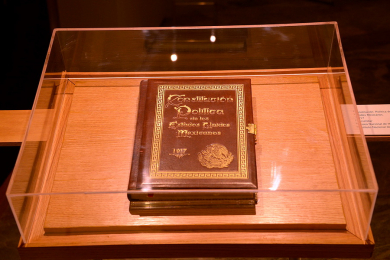 Constitución
Política
de los
Estados Unidos
Mexicanos
1917